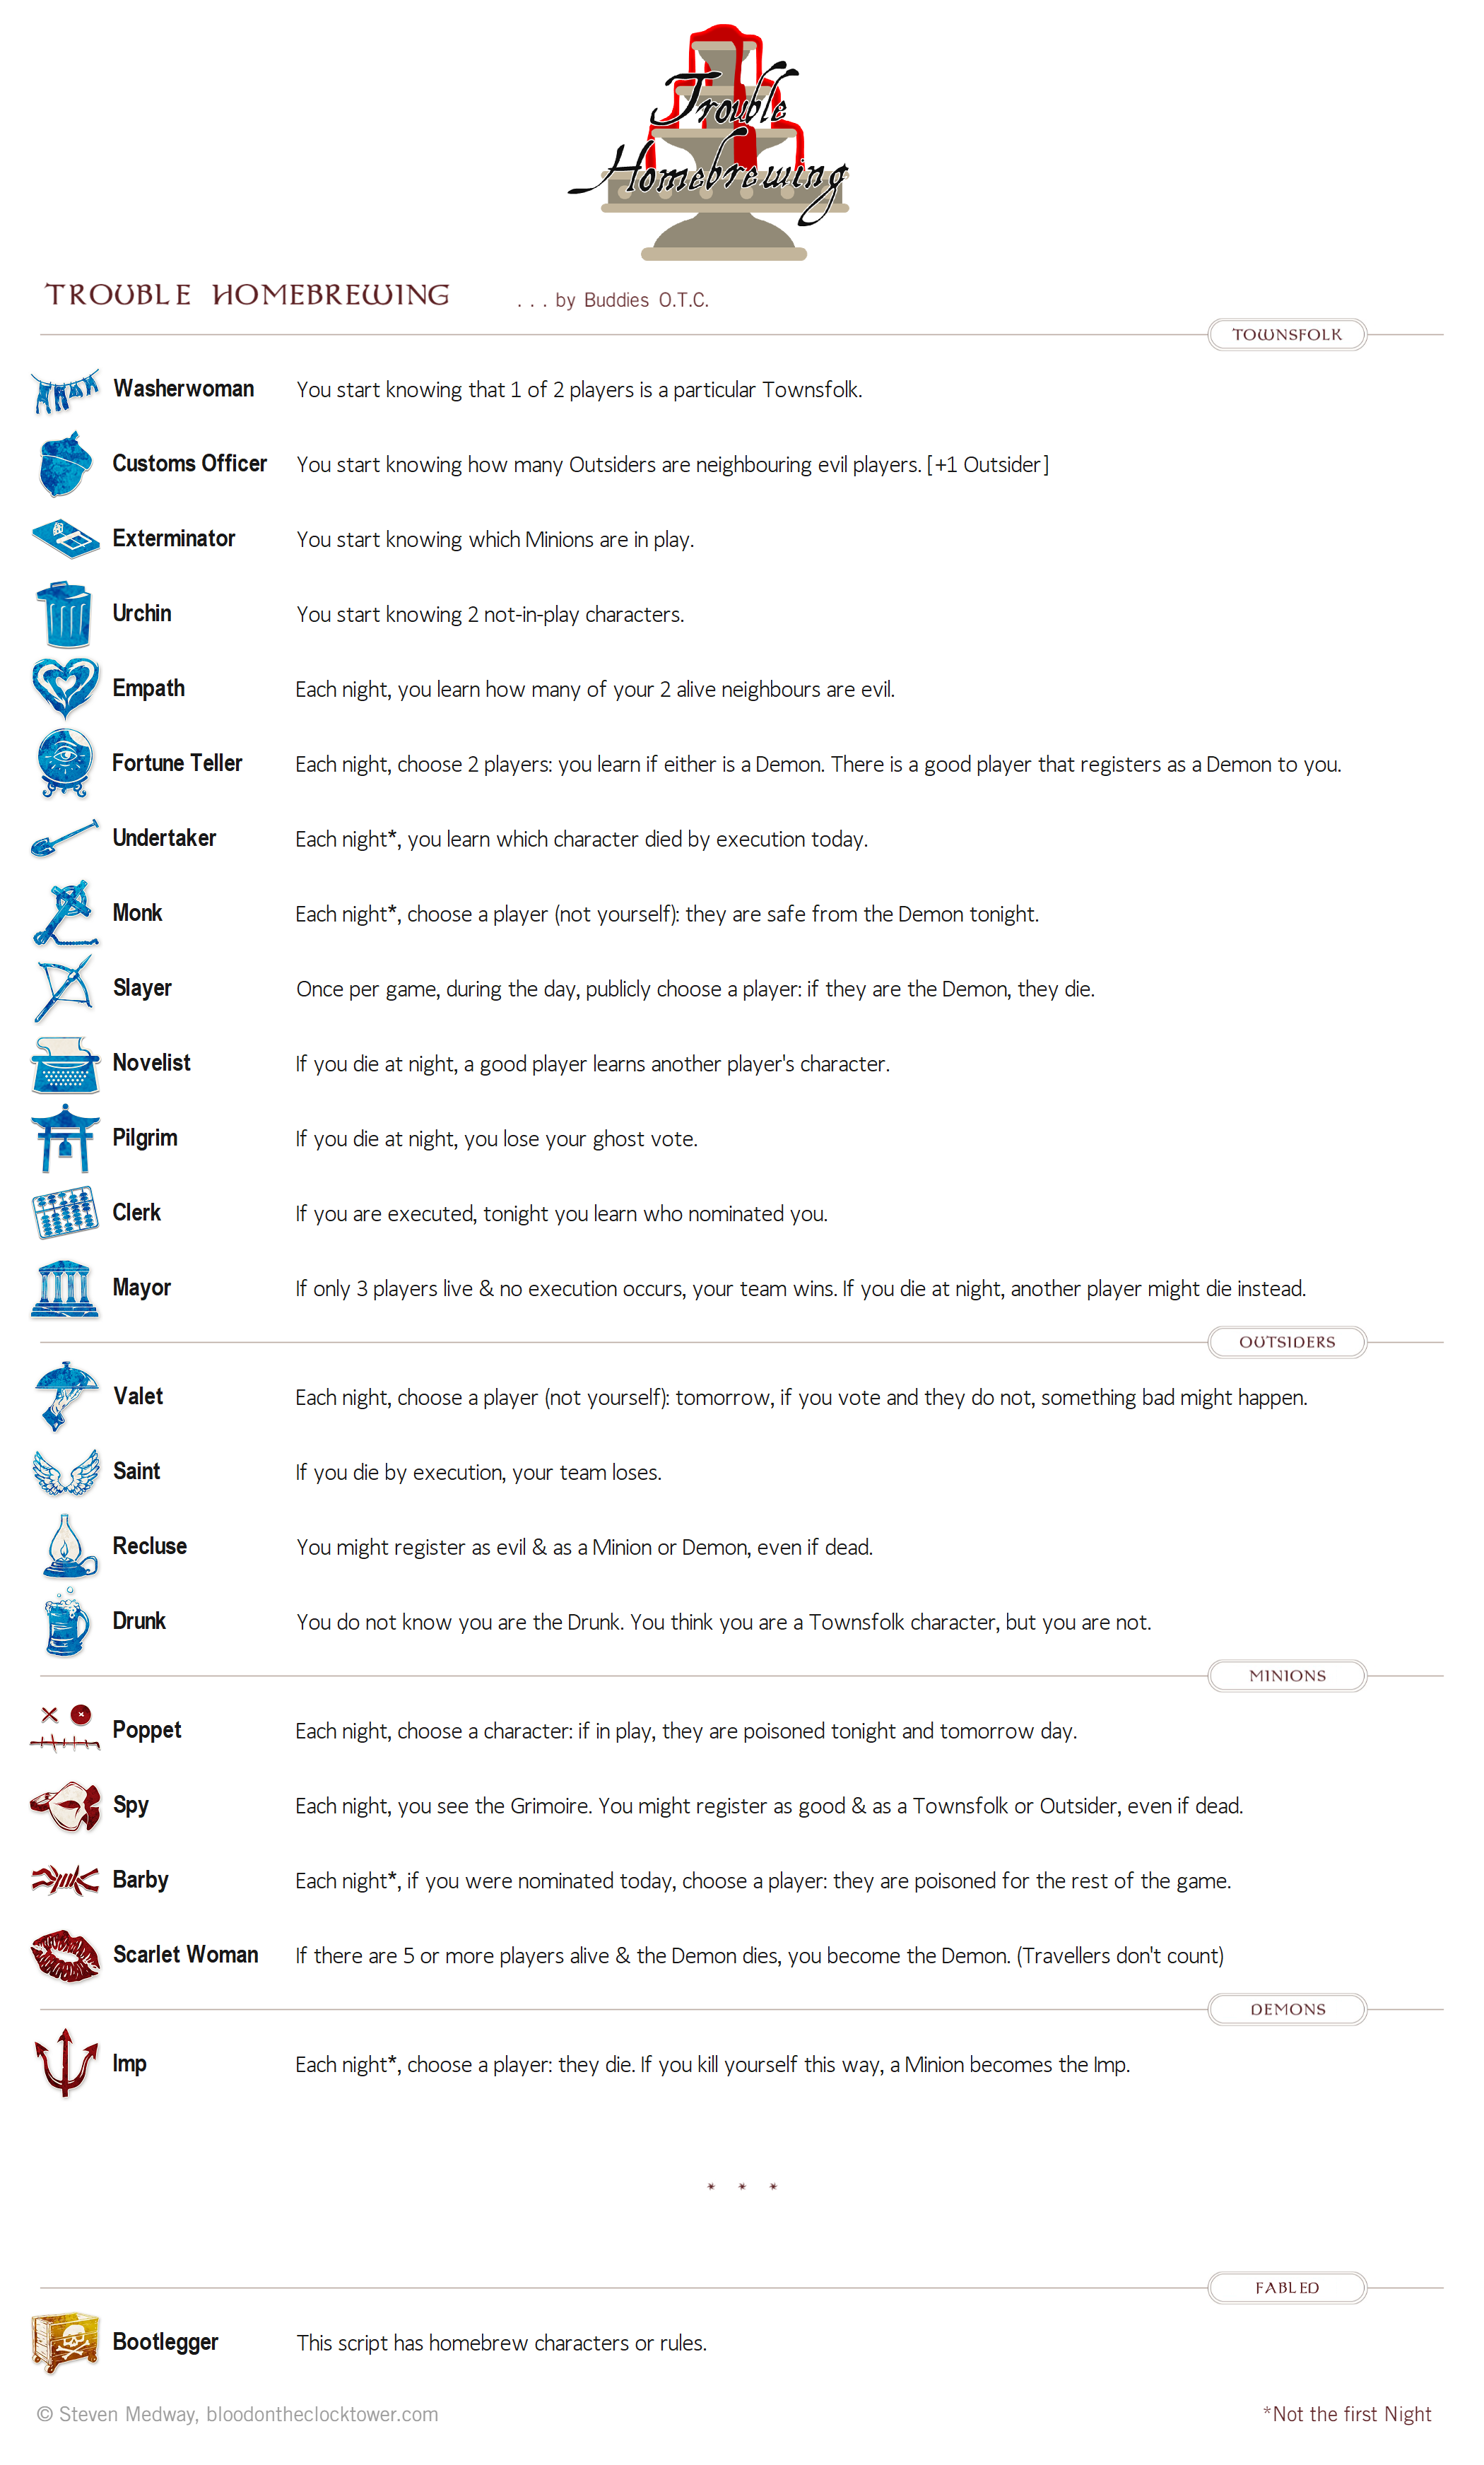 Trouble
Homebrewing
TROUBLE HOMEBREWING . . . by Buddies O.T.C.
TOWNSFOLK
Washerwoman You start knowing that 1 of 2 players is a particular Townsfolk.
Customs Officer You start knowing how many Outsiders are neighbouring evil players. [+1 Outsider]
Exterminator You start knowing which Minions are in play.
Urchin You start knowing 2 not-in-play characters.
Empath Each night, you learn how many of your 2 alive neighbours are evil.
Fortune Teller Each night, choose 2 players: you learn if either is a Demon. There is a good player that registers as a Demon to you.
Undertaker Each night*, you learn which character died by execution today.
Monk Each night*, choose a player (not yourself): they are safe from the Demon tonight.
Slayer Once per game, during the day, publicly choose a player: if they are the Demon, they die.
Novelist If you die at night, a good player learns another player's character.
Pilgrim If you die at night, you lose your ghost vote.
Clerk If you are executed, tonight you learn who nominated you.
Mayor If only 3 players live & no execution occurs, your team wins. If you die at night, another player might die instead.
OUTSIDERS
Valet Each night, choose a player (not yourself): tomorrow, if you vote and they do not, something bad might happen.
Saint If you die by execution, your team loses.
Recluse You might register as evil & as a Minion or Demon, even if dead.
Drunk You do not know you are the Drunk. You think you are a Townsfolk character, but you are not.
MINIONS
Poppet Each night, choose a character: if in play, they are poisoned tonight and tomorrow day.
Spy Each night, you see the Grimoire. You might register as good & as a Townsfolk or Outsider, even if dead.
Barby Each night*, if you were nominated today, choose a player: they are poisoned for the rest of the game.
Scarlet Woman If there are 5 or more players alive & the Demon dies, you become the Demon. (Travellers don't count)
DEMONS
Imp Each night*, choose a player: they die. If you kill yourself this way, a Minion becomes the Imp.
* * *
FABLED
Bootlegger This script has homebrew characters or rules.
© Steven Medway, bloodontheclocktower.com *Not the first Night